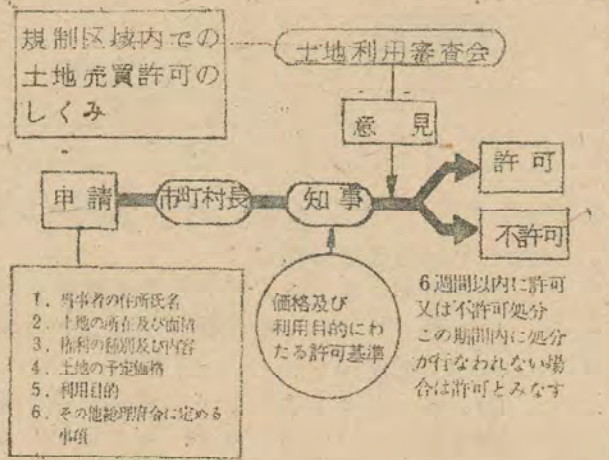 規制区域内での
土地売買許可の
しくみ
土地利用審査会
意見
申請
市町村長
知事
許可
不許可
1. 当事者の住所氏名
2. 土地の所在及び面積
3. 権利の種別及び内容
4. 土地の予定価格
5. 利用目的
6. その他総理府令に定める
事項
価格及び
利用目的にわ
たる許可基準
6週間以内に許可
又は不許可処分
この期間内に処分
が行なわれない場
合は許可とみなす